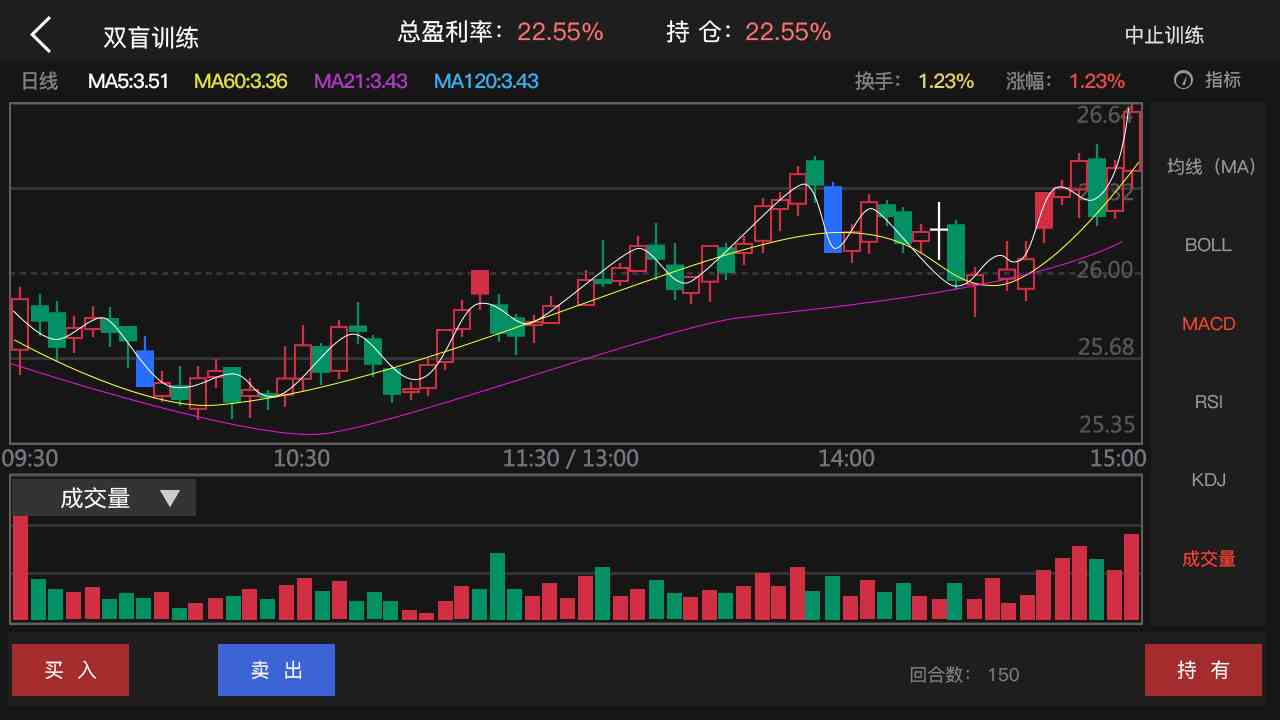 双盲训练 总盈利率：22.55% 持 仓：22.55% 中止训练
日线 MA5:3.51 MA60:3.36 MA21:3.43 MA120:3.43 换手： 1.23% 涨幅： 1.23% 指标
26.64
均线（MA）
26.32
BOLL
26.00
MACD
25.68
RSI
25.35
09:30 10:30 11:30 / 13:00 14:00 15:00
KDJ
成交量
成交量
买 入 卖 出 回合数： 150 持 有